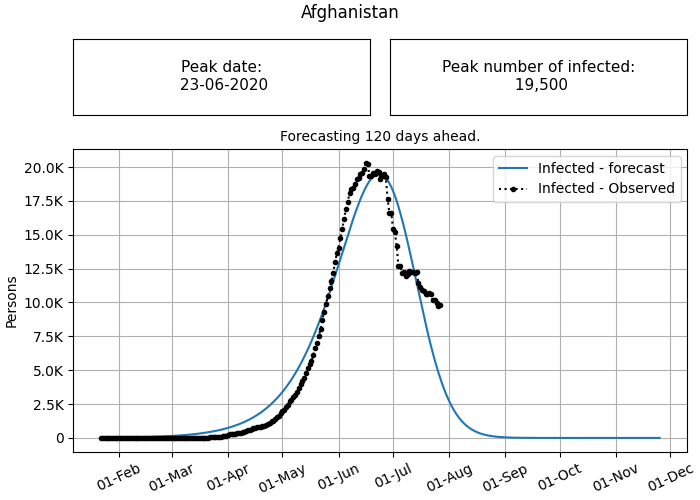 Afghanistan
Peak date:
23-06-2020
Peak number of infected:
19,500
Forecasting 120 days ahead.
Infected - forecast
Infected - Observed
Persons
20.0K
17.5K
15.0K
12.5K
10.0K
7.5K
5.0K
2.5K
0
01-Feb
01-Mar
01-Apr
01-May
01-Jun
01-Jul
01-Aug
01-Sep
01-Oct
01-Nov
01-Dec